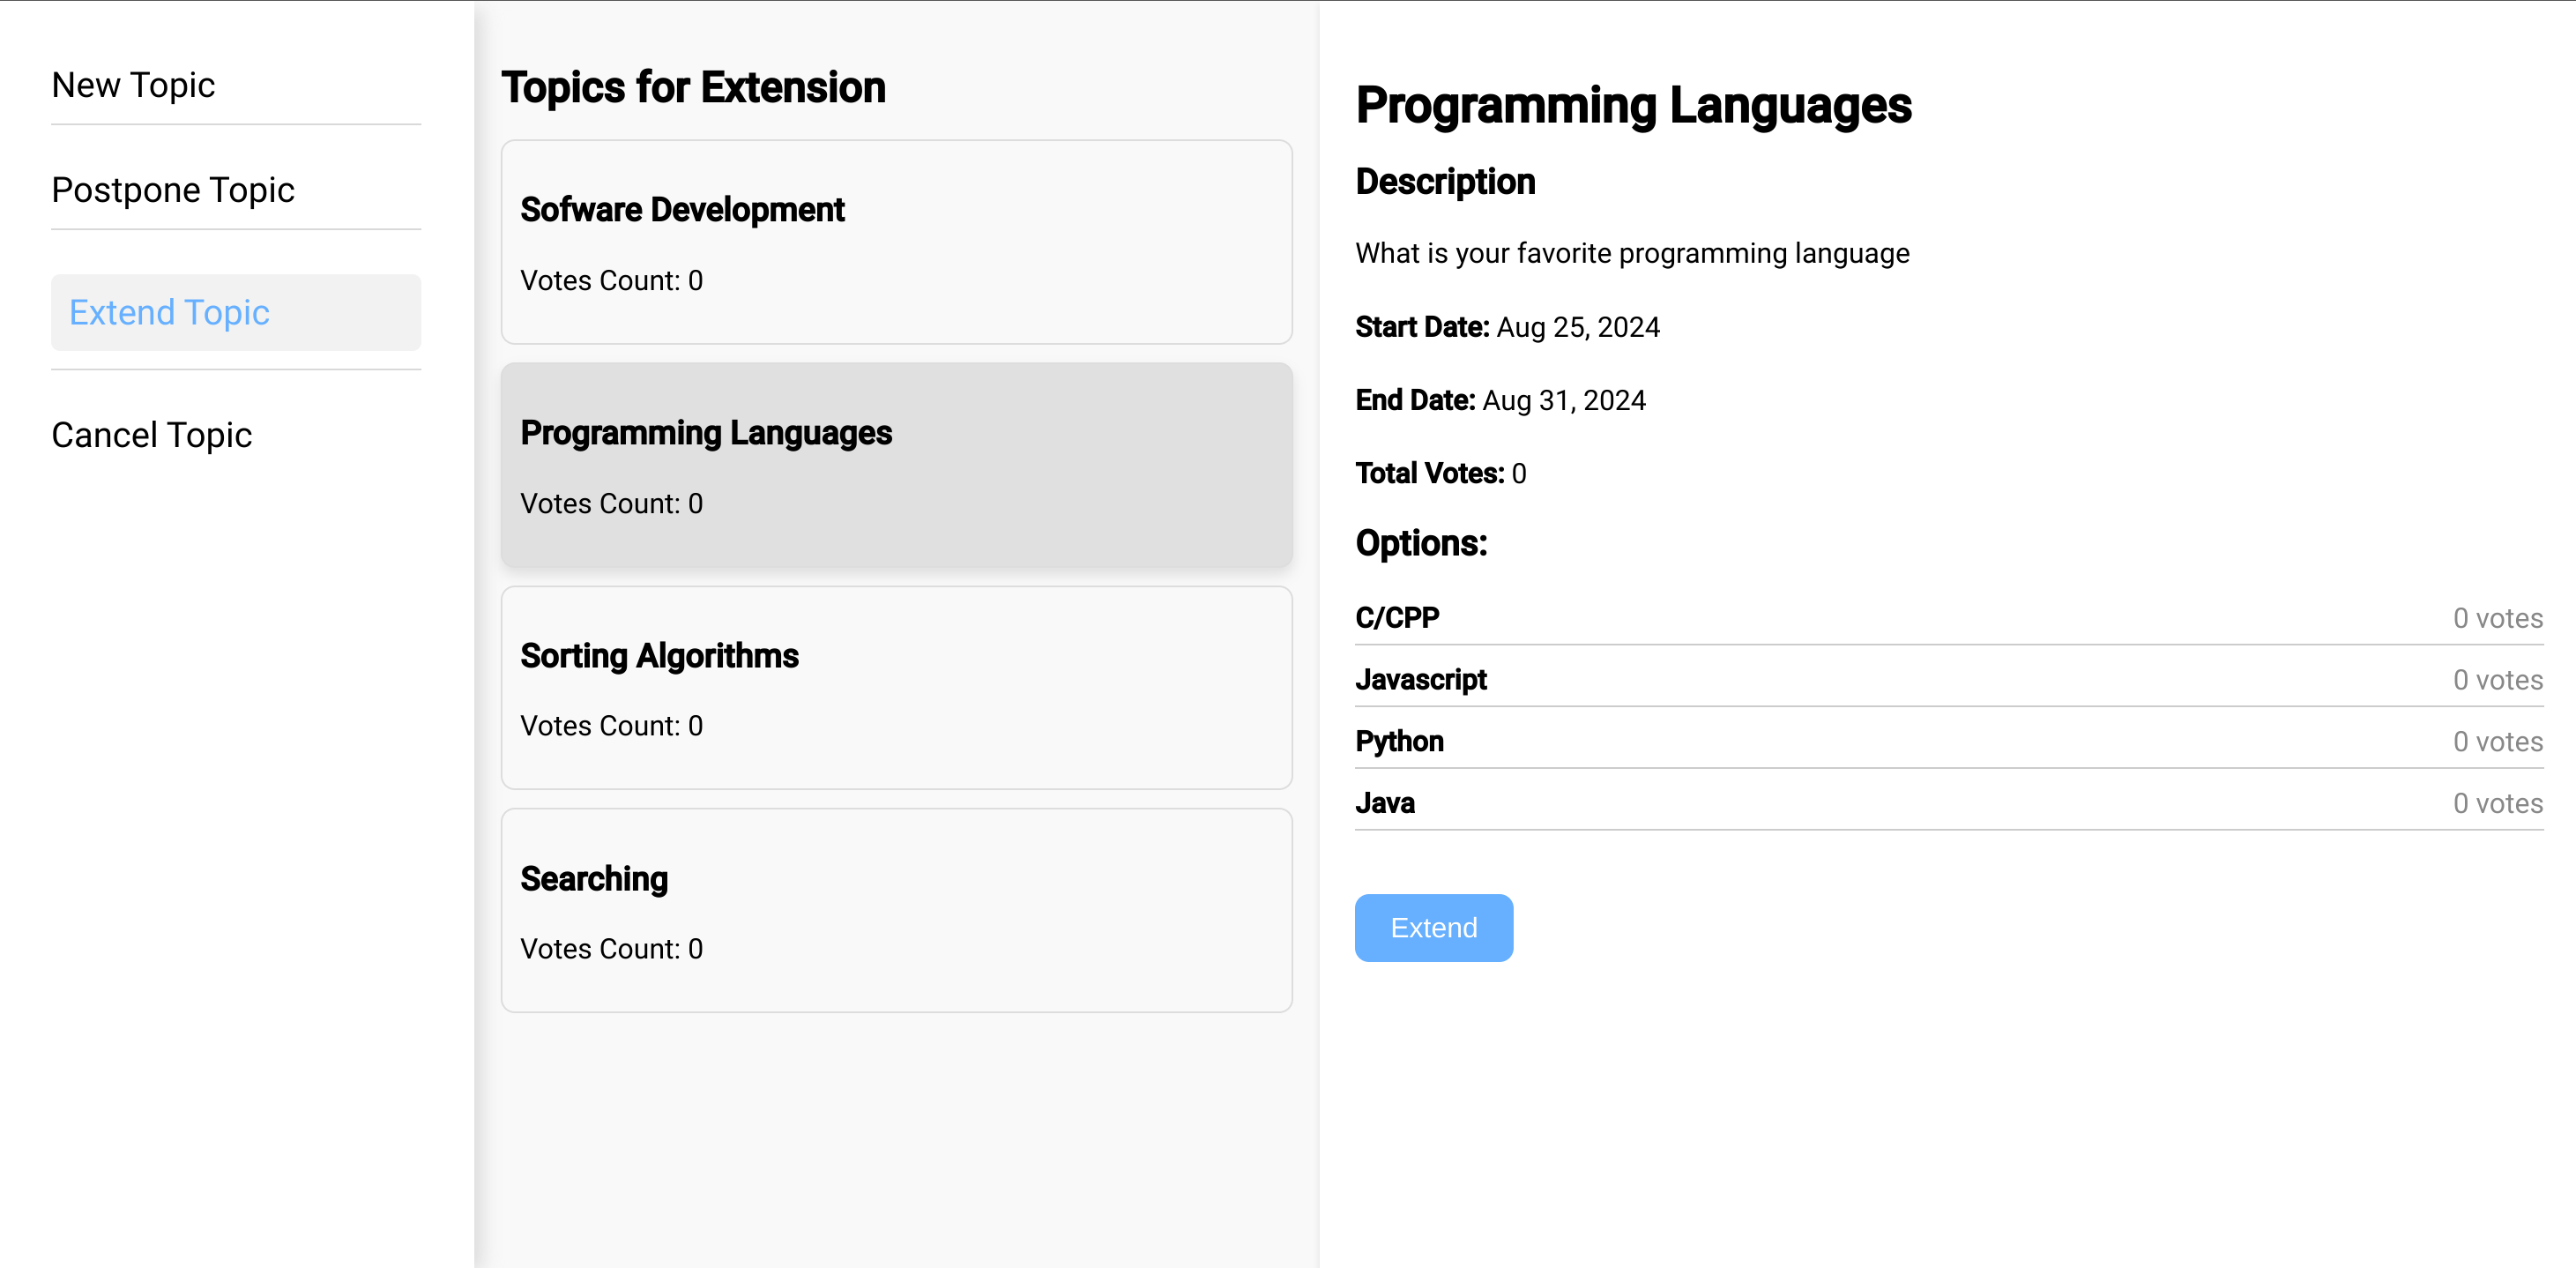 New Topic
Postpone Topic
Extend Topic
Cancel Topic
Topics for Extension
Sofware Development
Votes Count: 0
Programming Languages
Votes Count: 0
Sorting Algorithms
Votes Count: 0
Searching
Votes Count: 0
Programming Languages
Description
What is your favorite programming language
Start Date: Aug 25, 2024
End Date: Aug 31, 2024
Total Votes: 0
Options:
C/CPP 0 votes
Javascript 0 votes
Python 0 votes
Java 0 votes
Extend